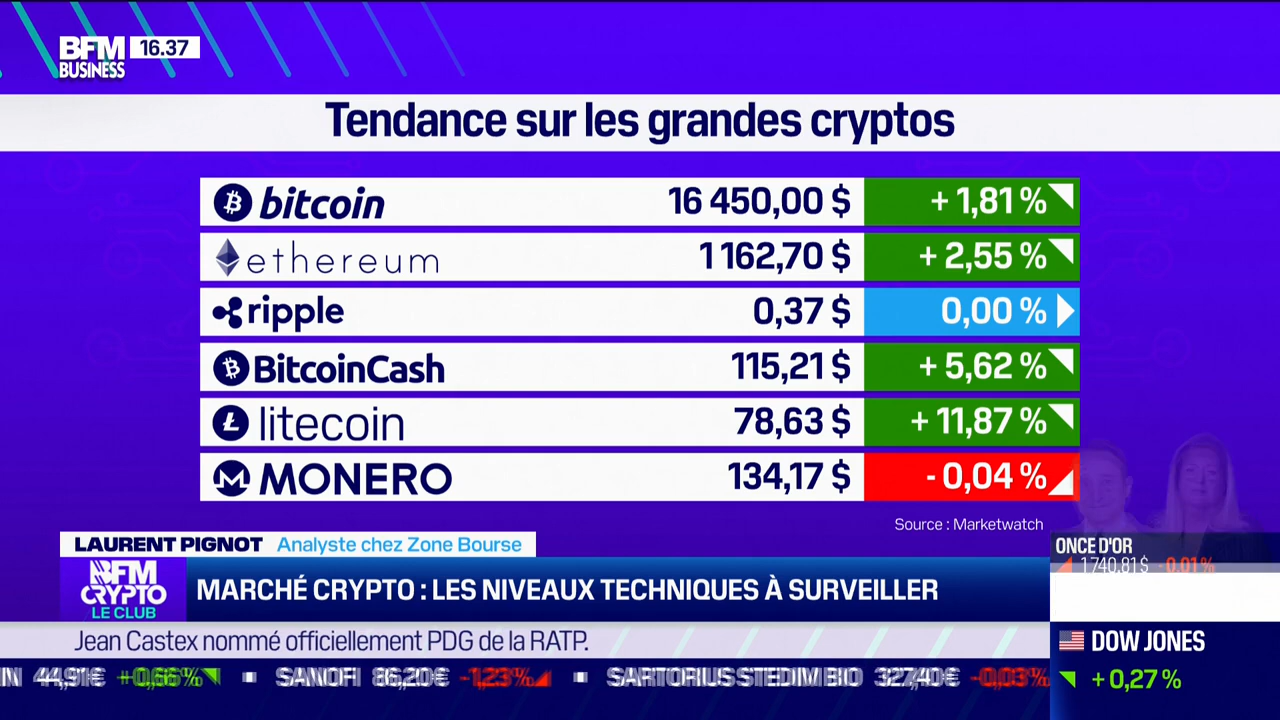 BFM 16.37
BUSINESS
Tendance sur les grandes cryptos
bitcoin 16 450,00 $ + 1,81 %
ethereum 1 162,70 $ + 2,55 %
ripple 0,37 $ 0,00 %
BitcoinCash 115,21 $ + 5,62 %
litecoin 78,63 $ + 11,87 %
MONERO 134,17 $ - 0,04 %
Source : Marketwatch
LAURENT PIGNOT Analyste chez Zone Bourse
ONCE D'OR
1 740,81 $ - 0,01 %
BFM
CRYPTO
LE CLUB
MARCHÉ CRYPTO : LES NIVEAUX TECHNIQUES À SURVEILLER
Jean Castex nommé officiellement PDG de la RATP.
DOW JONES
+ 0,27 %
IN 44,91€ +0,66% SANOFI 86,20€ -1,23% SARTORIUS STEDIM BIO 327,40€ -0,03%